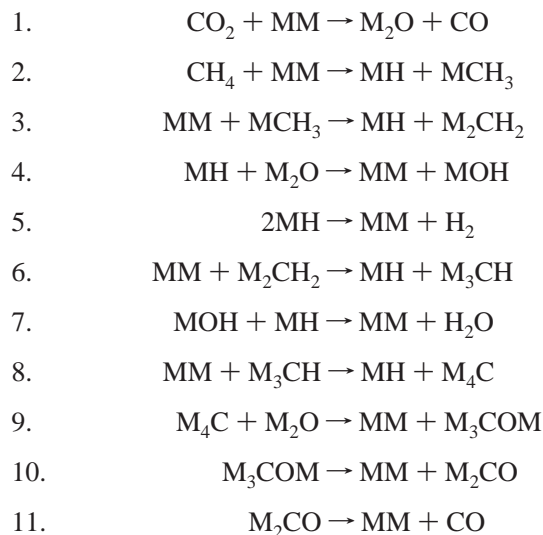 1. CO₂ + MM → M₂O + CO
2. CH₄ + MM → MH + MCH₃
3. MM + MCH₃ → MH + M₂CH₂
4. MH + M₂O → MM + MOH
5. 2MH → MM + H₂
6. MM + M₂CH₂ → MH + M₃CH
7. MOH + MH → MM + H₂O
8. MM + M₃CH → MH + M₄C
9. M₄C + M₂O → MM + M₃COM
10. M₃COM → MM + M₂CO
11. M₂CO → MM + CO